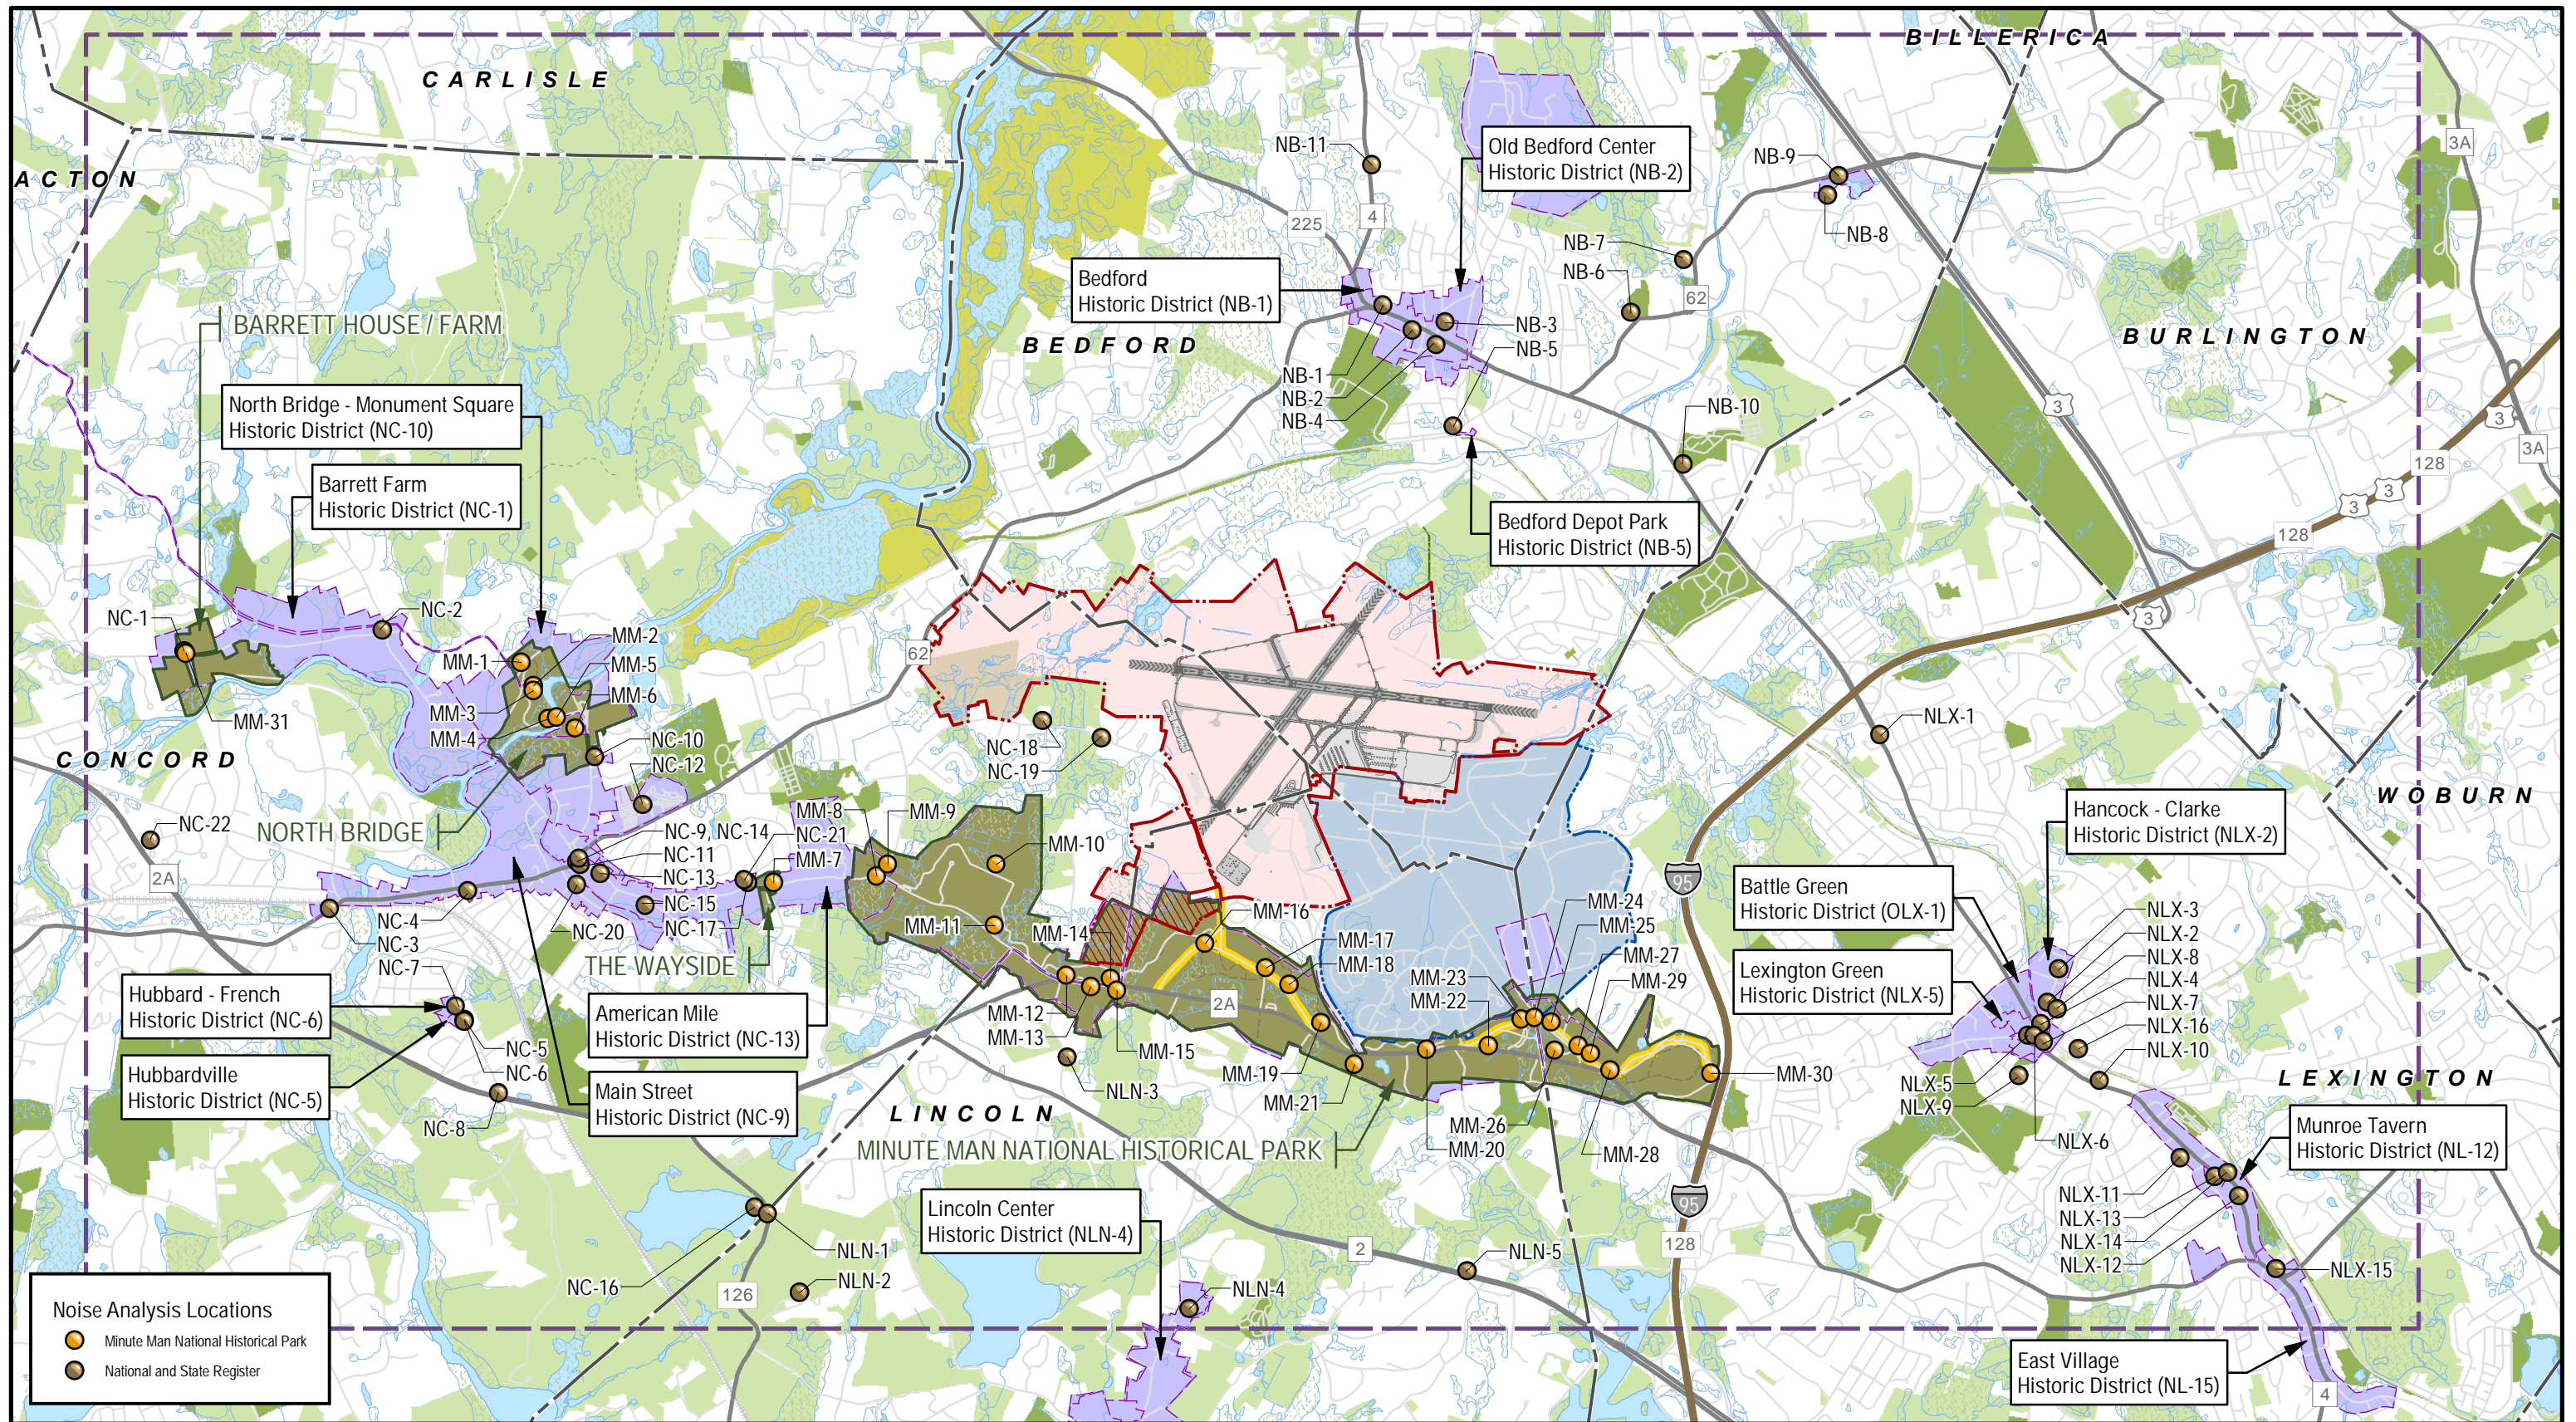 CARLISLE
BILLERICA
ACTON
3A
NB-11
Old Bedford Center
Historic District (NB-2)
NB-9
NB-8
225
4
NB-7
NB-6
62
Bedford
Historic District (NB-1)
BARRETT HOUSE / FARM
BEDFORD
NB-3
NB-5
BURLINGTON
NB-1
NB-2
NB-4
North Bridge - Monument Square
Historic District (NC-10)
NB-10
3
3
3A
128
Barrett Farm
Historic District (NC-1)
3
3
128
Bedford Depot Park
Historic District (NB-5)
NC-1
NC-2
3
MM-2
MM-1
MM-5
62
MM-6
MM-31
MM-3
MM-4
NC-10
NC-12
NC-18
NC-19
NLX-1
CONCORD
WOBURN
NC-22
MM-8
MM-9
Hancock - Clarke
Historic District (NLX-2)
NORTH BRIDGE
NC-9, NC-14
NC-21
NC-11
MM-7
MM-10
NC-13
2A
95
Battle Green
Historic District (OLX-1)
NC-4
NC-15
NC-17
NC-20
NC-3
MM-11
MM-14
MM-16
MM-24
MM-25
NLX-3
NLX-2
NC-7
THE WAYSIDE
MM-17
MM-18
MM-27
MM-29
MM-23
MM-22
NLX-8
NLX-4
NLX-7
NLX-16
NLX-10
Lexington Green
Historic District (NLX-5)
Hubbard - French
Historic District (NC-6)
American Mile
Historic District (NC-13)
2A
MM-12
MM-13
MM-15
NC-5
NC-6
Hubbardville
Historic District (NC-5)
Main Street
Historic District (NC-9)
NLN-3
MM-19
MM-21
MM-30
NLX-5
NLX-9
LEXINGTON
NC-8
LINCOLN
MINUTE MAN NATIONAL HISTORICAL PARK
MM-26
MM-20
MM-28
NLX-6
Munroe Tavern
Historic District (NL-12)
Lincoln Center
Historic District (NLN-4)
95
NLX-11
NLX-13
NLX-14
NLX-12
NLX-15
NLN-1
NLN-2
NC-16
126
2
NLN-5
128
NLN-4
Noise Analysis Locations
Minute Man National Historical Park
National and State Register
East Village
Historic District (NL-15)
4